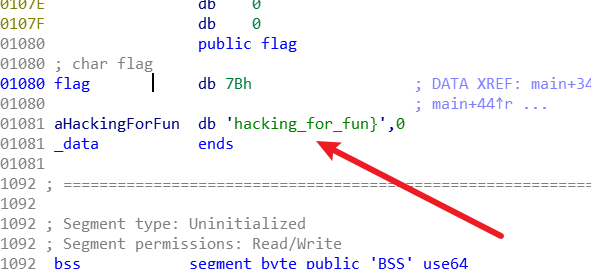 0107E db 0
0107F db 0
01080 public flag
01080 ; char flag
01080 flag db 7Bh ; DATA XREF: main+34
01080 ; main+44↑r ...
01081 aHackingForFun db 'hacking_for_fun}',0
01081 _data ends
01081
1092 ; ==========================================================
1092
1092 ; Segment type: Uninitialized
1092 ; Segment permissions: Read/Write
1092 bss segment byte public 'BSS' use64